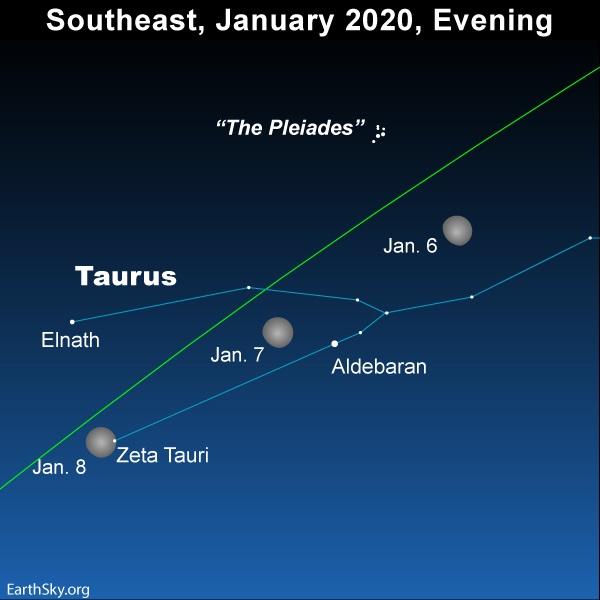 Southeast, January 2020, Evening
“The Pleiades”
Jan. 6
Taurus
Elnath
Jan. 7
Aldebaran
Zeta Tauri
Jan. 8
EarthSky.org